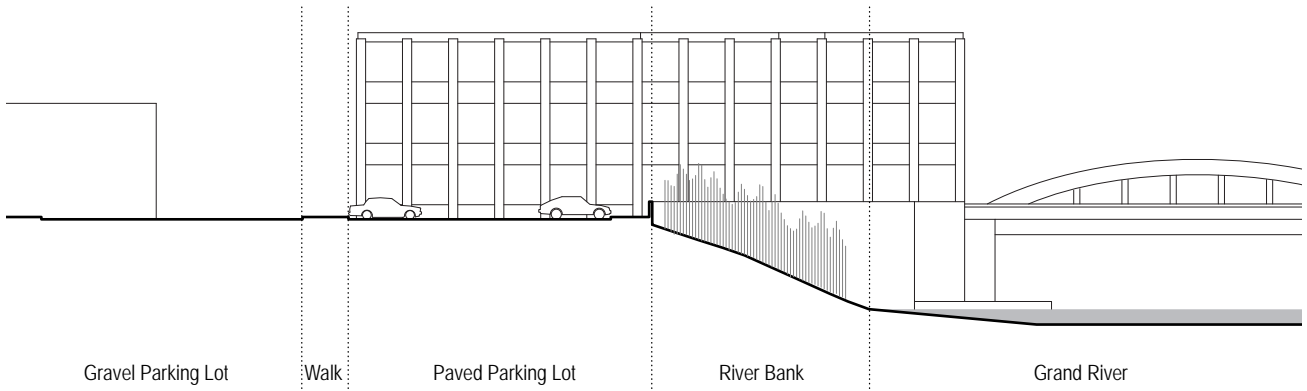 Gravel Parking Lot
Walk
Paved Parking Lot
River Bank
Grand River